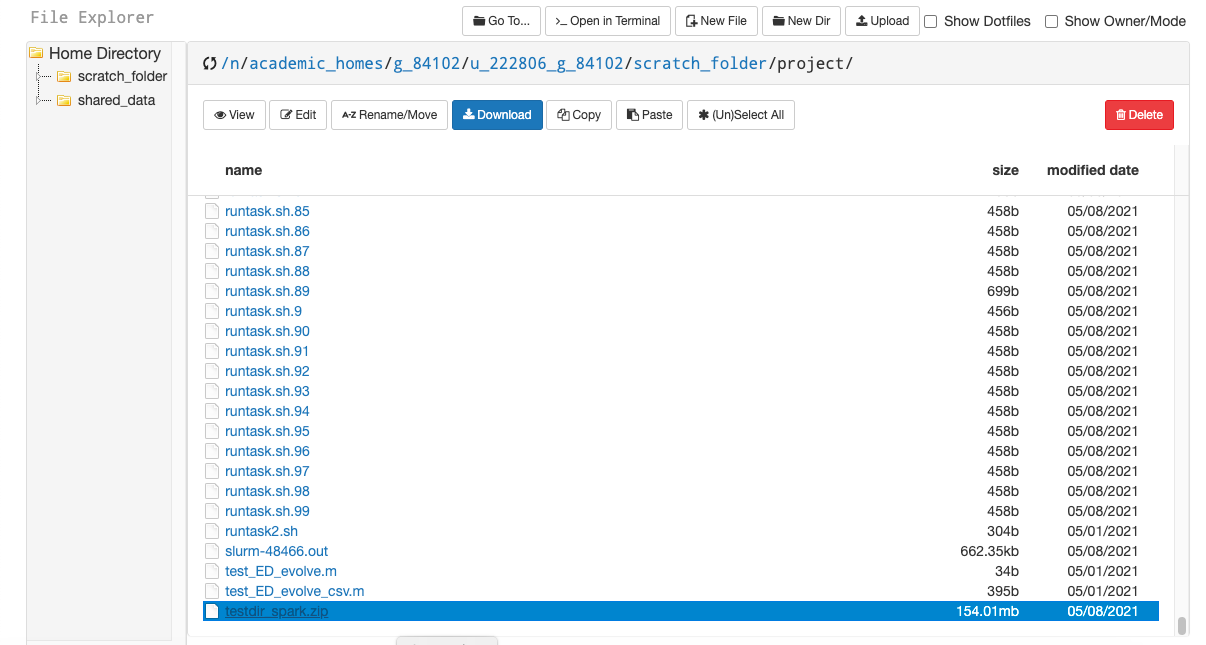 File Explorer
Go To... >_ Open in Terminal New File New Dir Upload Show Dotfiles Show Owner/Mode
Home Directory
scratch_folder
shared_data
/n/academic_homes/g_84102/u_222806_g_84102/scratch_folder/project/
View Edit A-Z Rename/Move Download Copy Paste (Un)Select All Delete
name size modified date
runtask.sh.85 458b 05/08/2021
runtask.sh.86 458b 05/08/2021
runtask.sh.87 458b 05/08/2021
runtask.sh.88 458b 05/08/2021
runtask.sh.89 699b 05/08/2021
runtask.sh.9 456b 05/08/2021
runtask.sh.90 458b 05/08/2021
runtask.sh.91 458b 05/08/2021
runtask.sh.92 458b 05/08/2021
runtask.sh.93 458b 05/08/2021
runtask.sh.94 458b 05/08/2021
runtask.sh.95 458b 05/08/2021
runtask.sh.96 458b 05/08/2021
runtask.sh.97 458b 05/08/2021
runtask.sh.98 458b 05/08/2021
runtask.sh.99 458b 05/08/2021
runtask2.sh 304b 05/01/2021
slurm-48466.out 662.35kb 05/08/2021
test_ED_evolve.m 34b 05/01/2021
test_ED_evolve_csv.m 395b 05/01/2021
testdir_spark.zip 154.01mb 05/08/2021